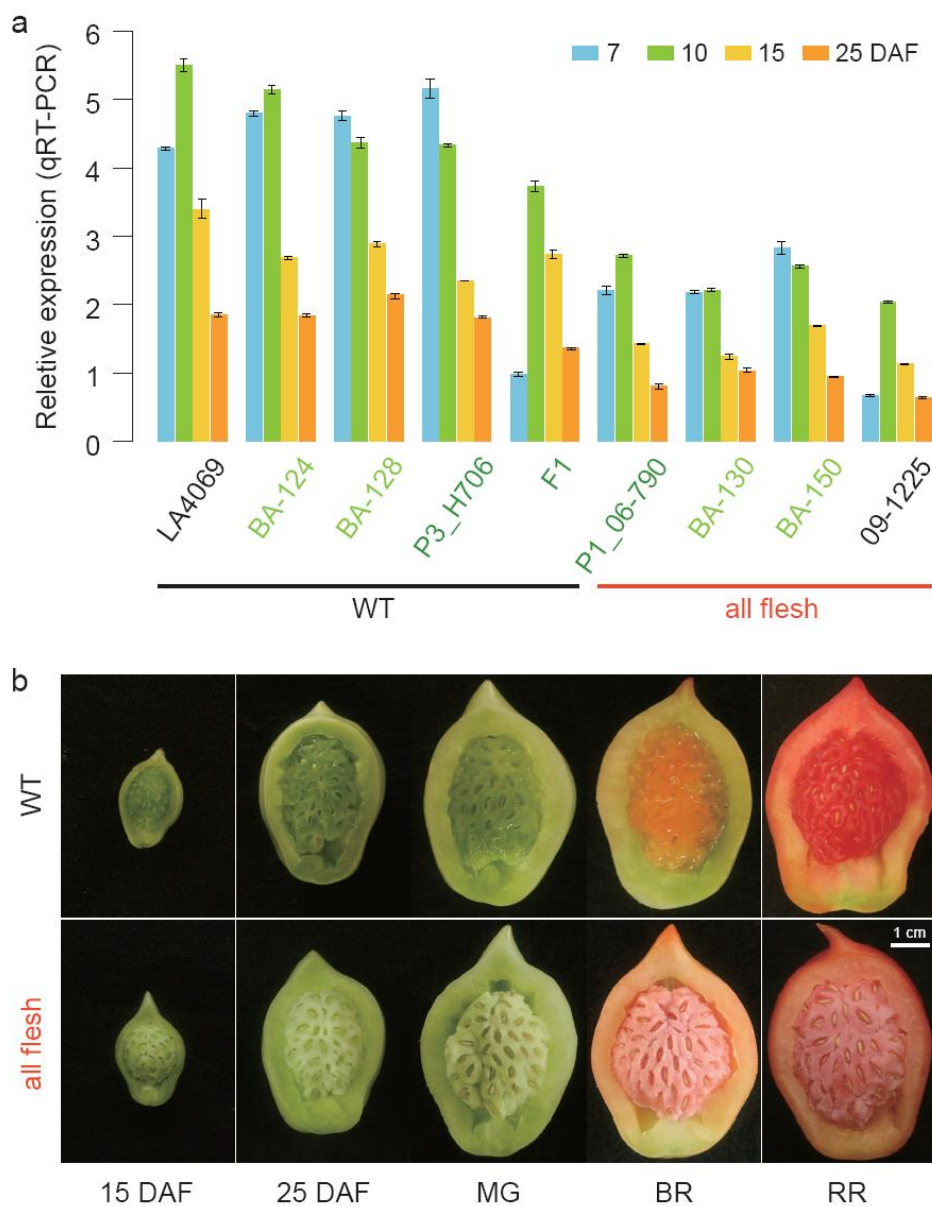 a
Reletive expression (qRT-PCR)
6
5
4
3
2
1
0
7 10 15 25 DAF
LA4069
BA-124
BA-128
P3_H706
F1
P1_06-790
BA-130
BA-150
09-1225
WT all flesh
b
WT
1 cm
all flesh
15 DAF 25 DAF MG BR RR